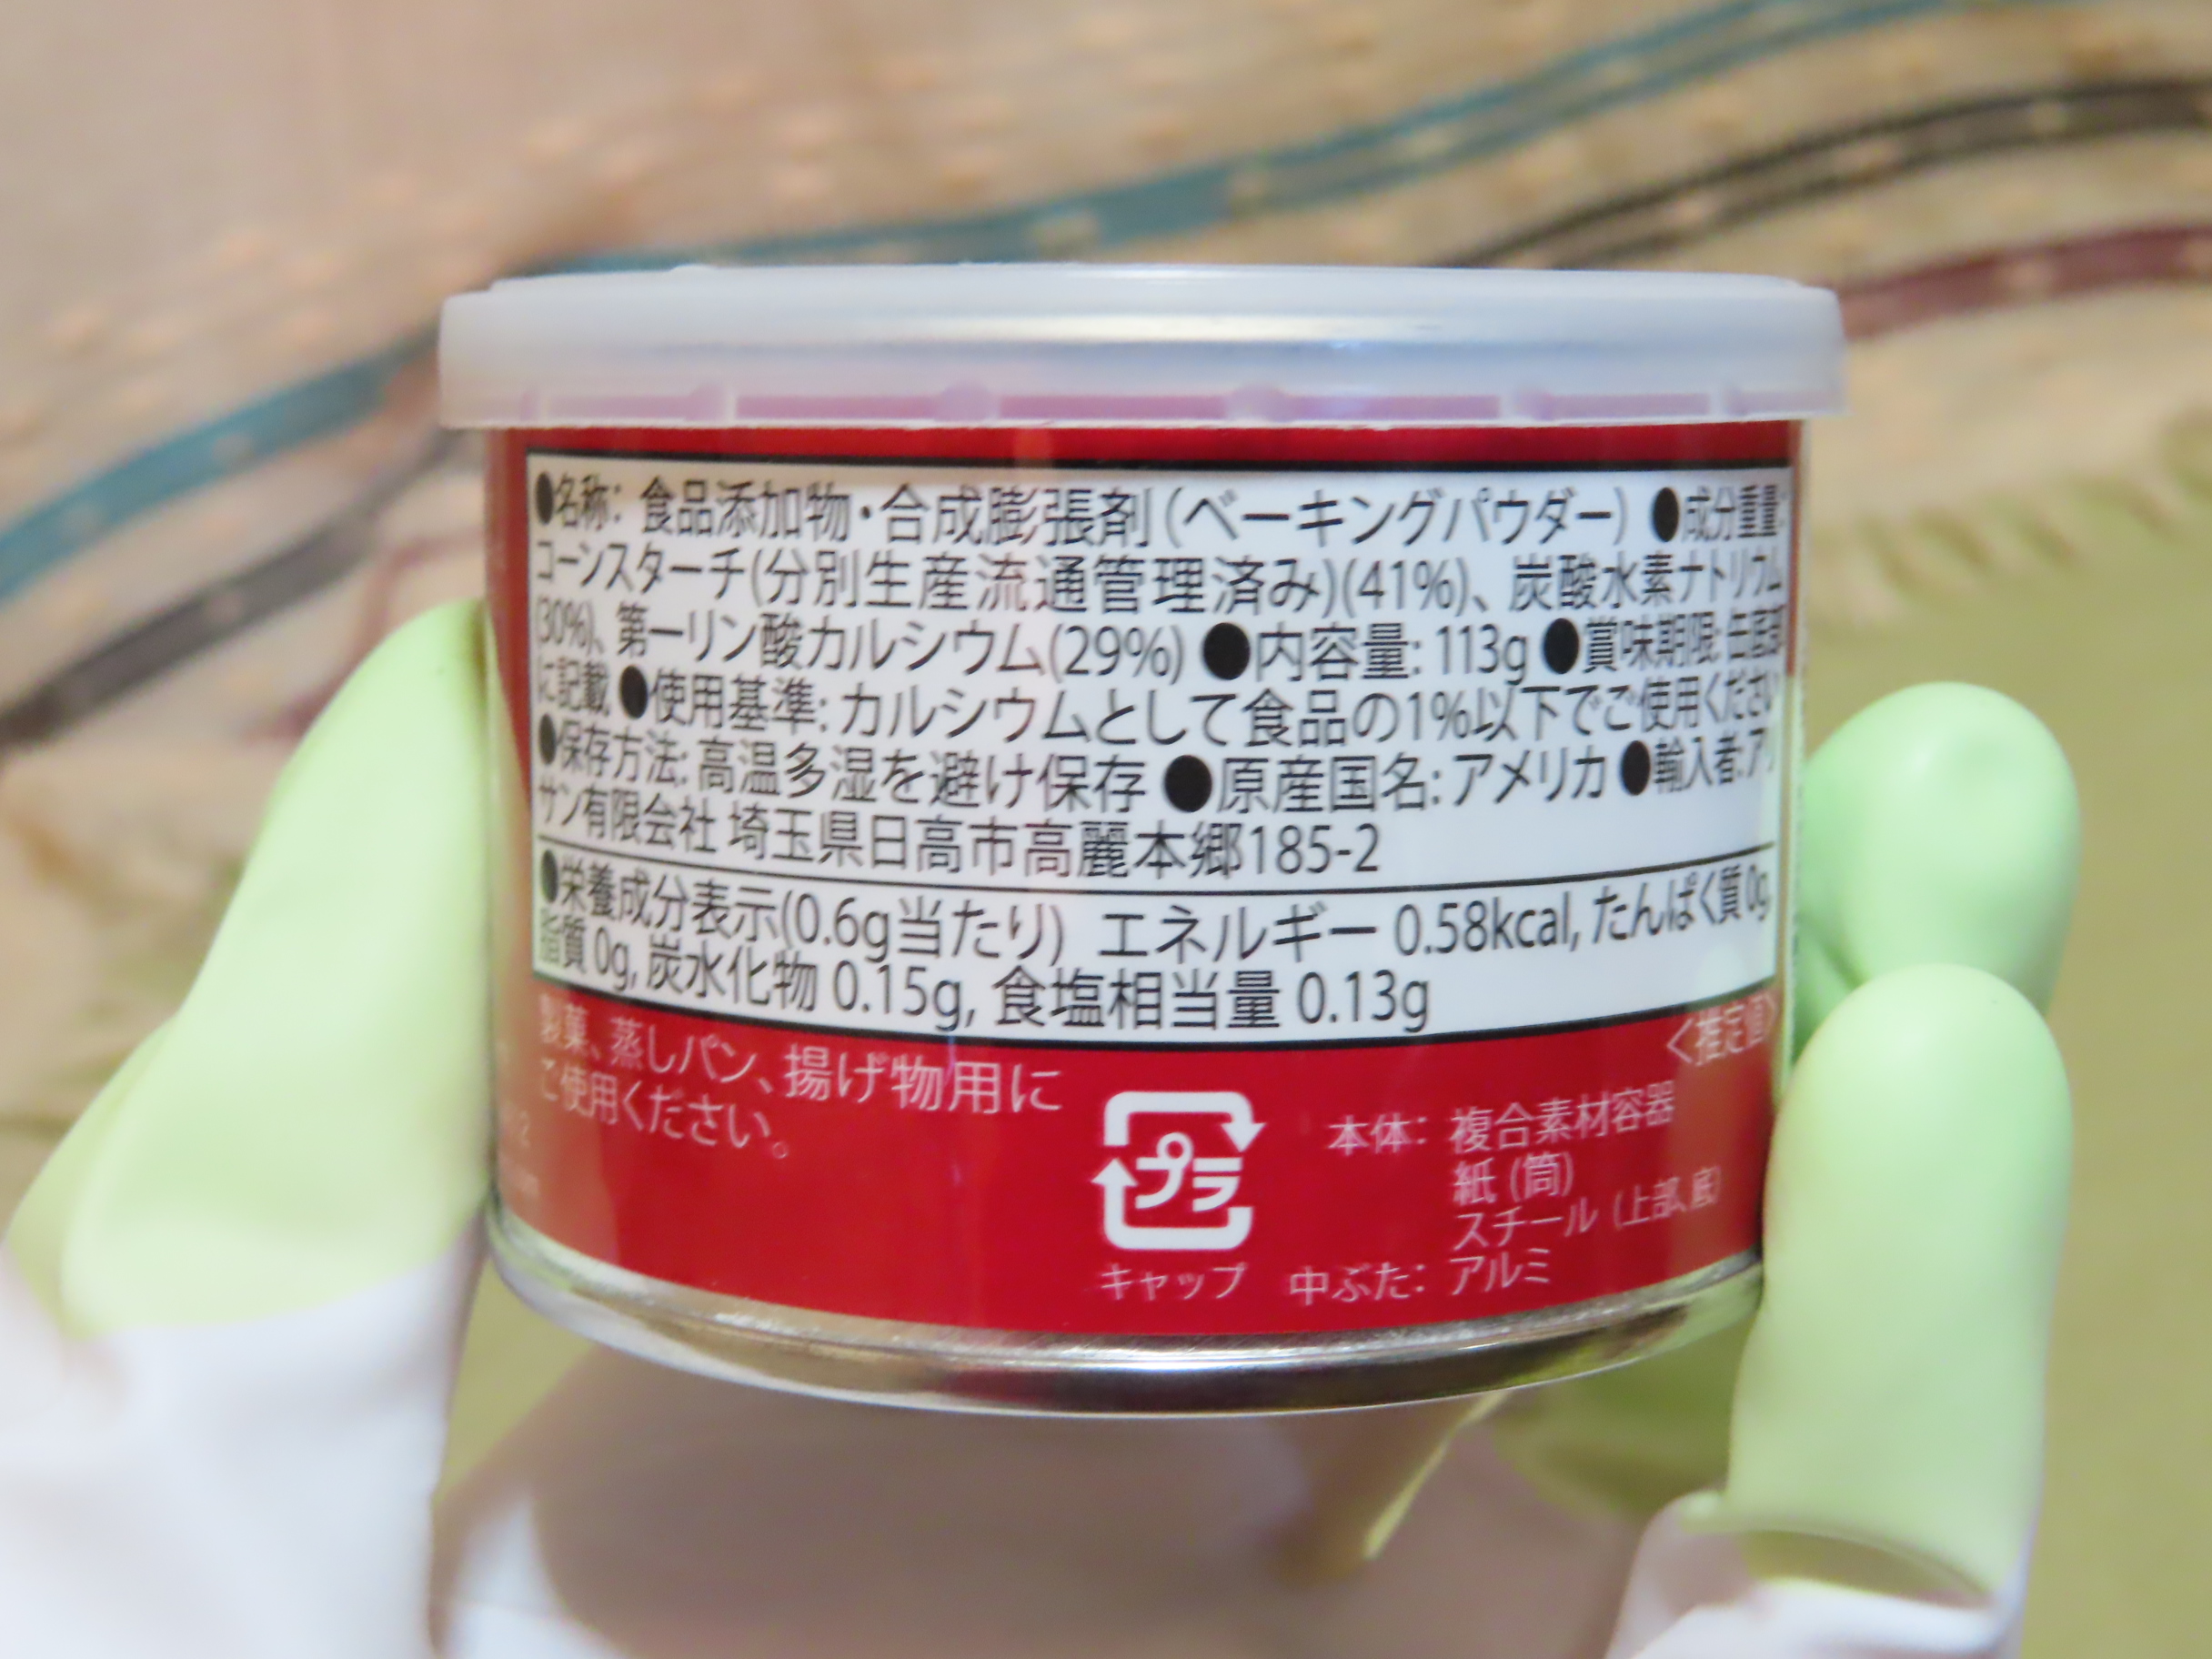 ●名称: 食品添加物・合成膨張剤(ベーキングパウダー) ●成分重量:
コーンスターチ(分別生産流通管理済み)(41%)、炭酸水素ナトリウム
(30%)、第一リン酸カルシウム(29%) ●内容量: 113g ●賞味期限: 缶底部
に記載 ●使用基準: カルシウムとして食品の1%以下でご使用ください
●保存方法: 高温多湿を避け保存 ●原産国名: アメリカ ●輸入者: アリ
サン有限会社 埼玉県日高市高麗本郷185-2
●栄養成分表示(0.6g当たり) エネルギー 0.58kcal, たんぱく質 0g,
脂質 0g, 炭水化物 0.15g, 食塩相当量 0.13g
<推定値>
製菓、蒸しパン、揚げ物用に
ご使用ください。
プラ
キャップ
本体: 複合素材容器
紙 (筒)
スチール (上部、底)
中ぶた: アルミ